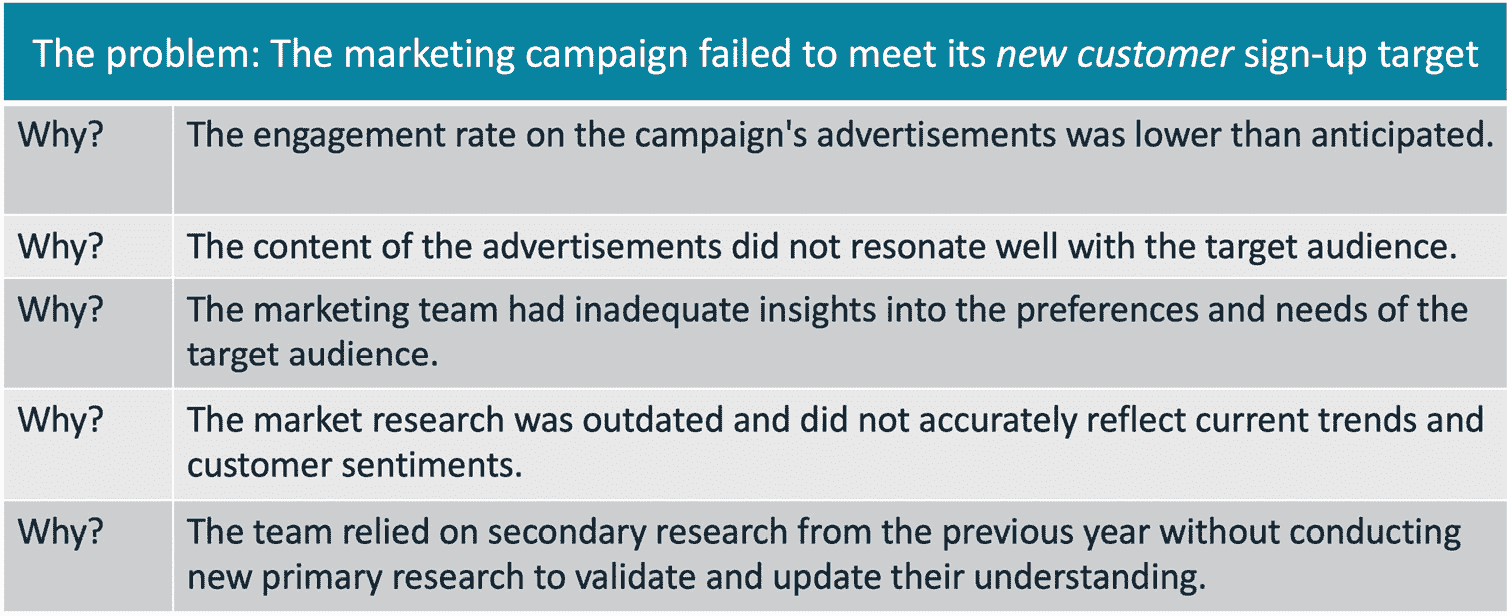 The problem: The marketing campaign failed to meet its new customer sign-up target
Why?
The engagement rate on the campaign's advertisements was lower than anticipated.
Why?
The content of the advertisements did not resonate well with the target audience.
Why?
The marketing team had inadequate insights into the preferences and needs of the
target audience.
Why?
The market research was outdated and did not accurately reflect current trends and
customer sentiments.
Why?
The team relied on secondary research from the previous year without conducting
new primary research to validate and update their understanding.